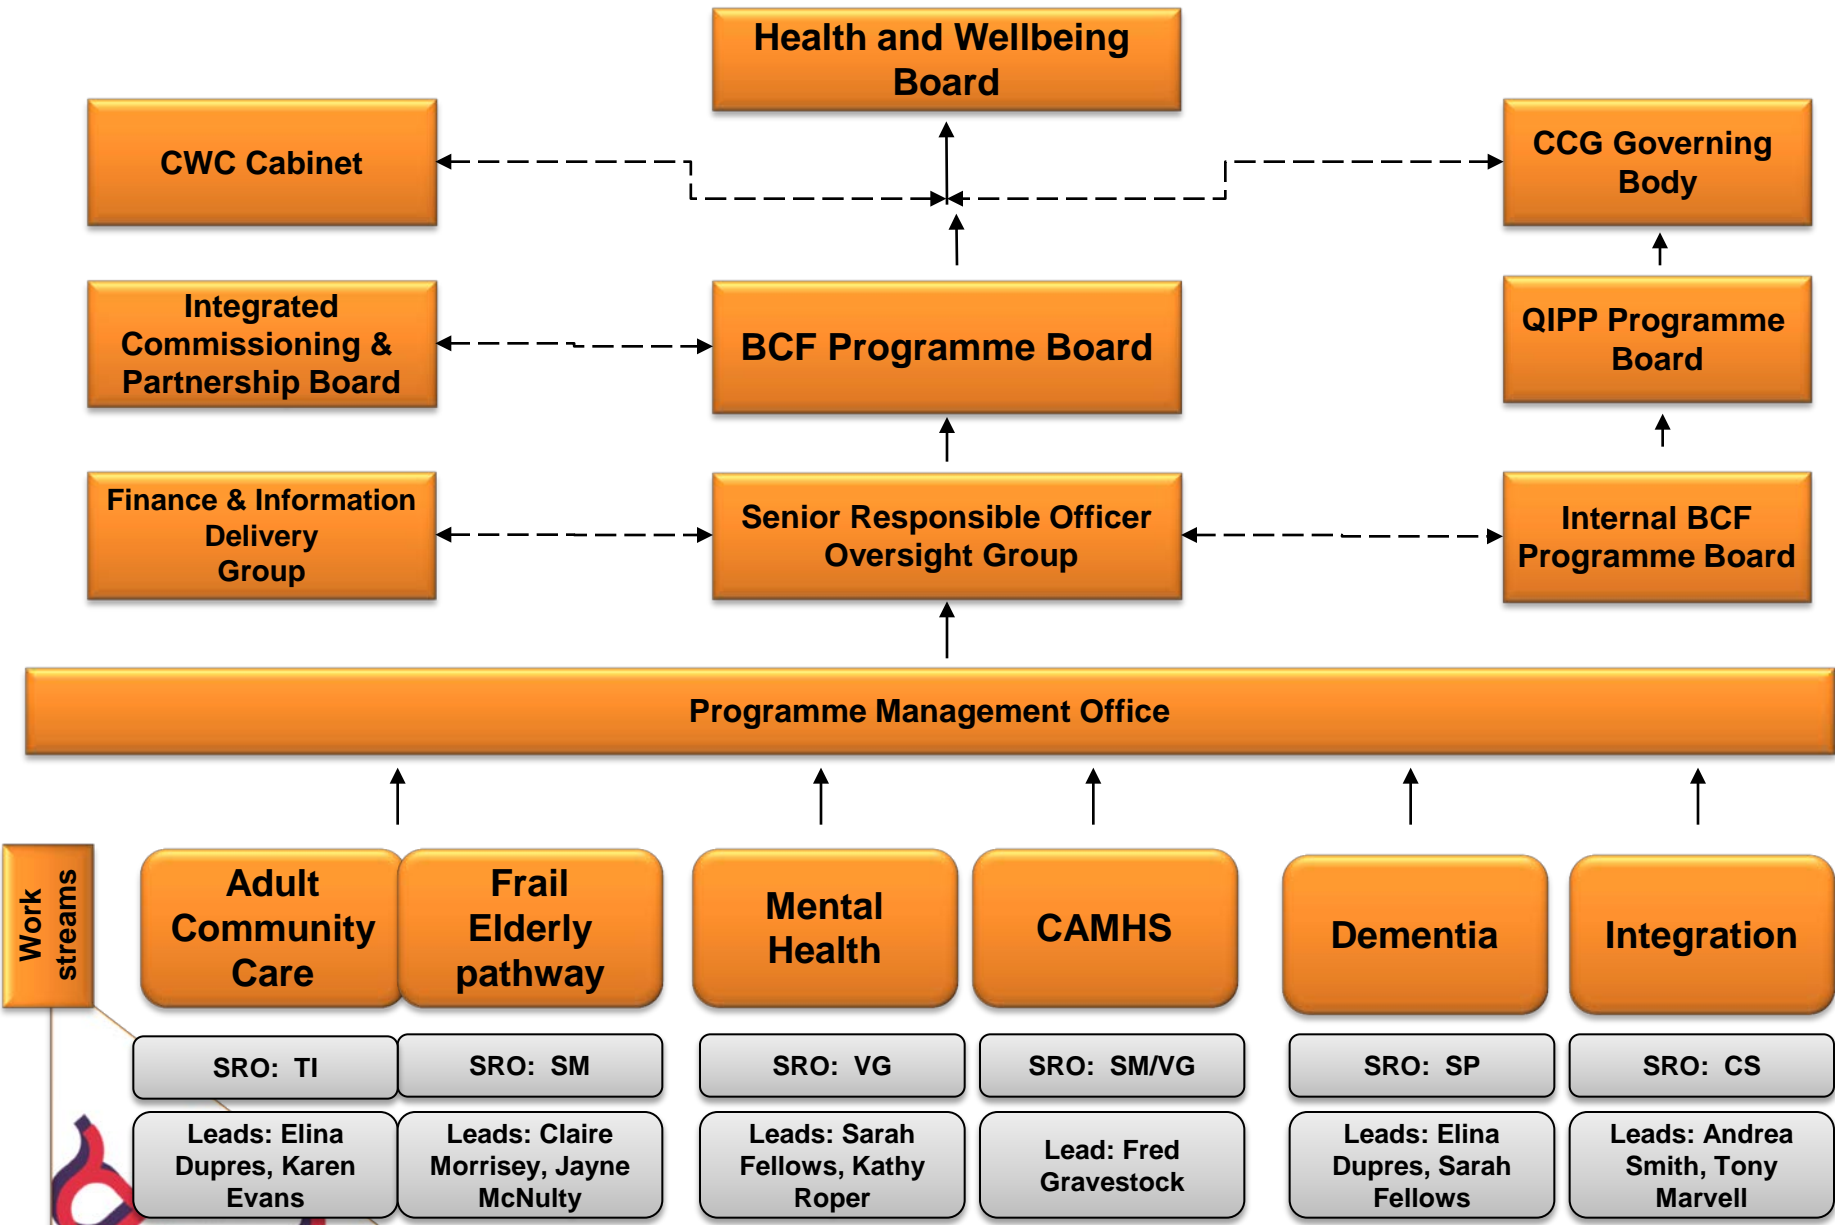 Health and Wellbeing
Board
CWC Cabinet
CCG Governing
Body
Integrated
Commissioning &
Partnership Board
BCF Programme Board
QIPP Programme
Board
Finance & Information
Delivery
Group
Senior Responsible Officer
Oversight Group
Internal BCF
Programme Board
Programme Management Office
Work
streams
Adult
Community
Care
Frail
Elderly
pathway
Mental
Health
CAMHS
Dementia
Integration
SRO: TI
SRO: SM
SRO: VG
SRO: SM/VG
SRO: SP
SRO: CS
Leads: Elina
Dupres, Karen
Evans
Leads: Claire
Morrisey, Jayne
McNulty
Leads: Sarah
Fellows, Kathy
Roper
Lead: Fred
Gravestock
Leads: Elina
Dupres, Sarah
Fellows
Leads: Andrea
Smith, Tony
Marvell